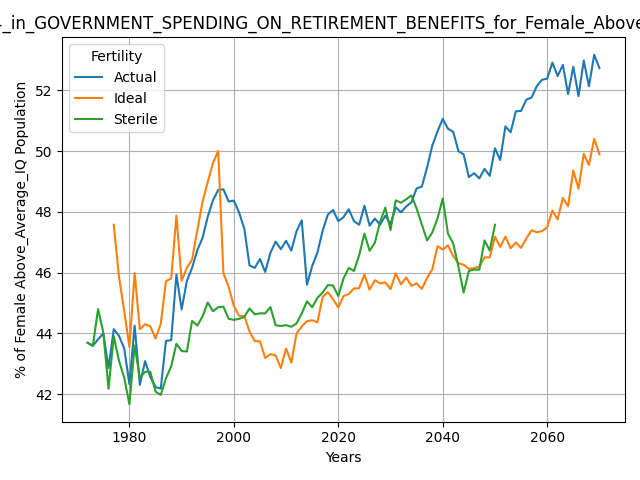 _in_GOVERNMENT_SPENDING_ON_RETIREMENT_BENEFITS_for_Female_Above
Fertility
Actual
Ideal
Sterile
% of Female Above_Average_IQ Population
52
50
48
46
44
42
1980
2000
2020
2040
2060
Years